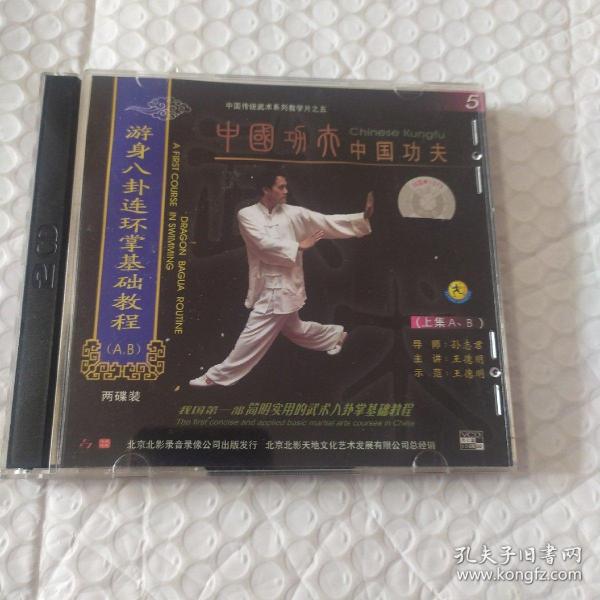 中国传统武术系列教学片之五
5
中國功夫
Chinese Kungfu
中国功夫
游身八卦连环掌基础教程
(A.B)
A FIRST COURSE IN SWIMMING
DRAGON BAGUA ROUTINE
2CD
两碟装
(上集A、B)
导 师：孙志君
主 讲：王德明
示 范：王德明
我国第一部简明实用的武术八卦掌基础教程
The first concise and applied basic martial arts courses in China
北京北影录音录像公司出版发行 北京北影天地文化艺术发展有限公司总经销
孔夫子旧书网
www.kongfz.com